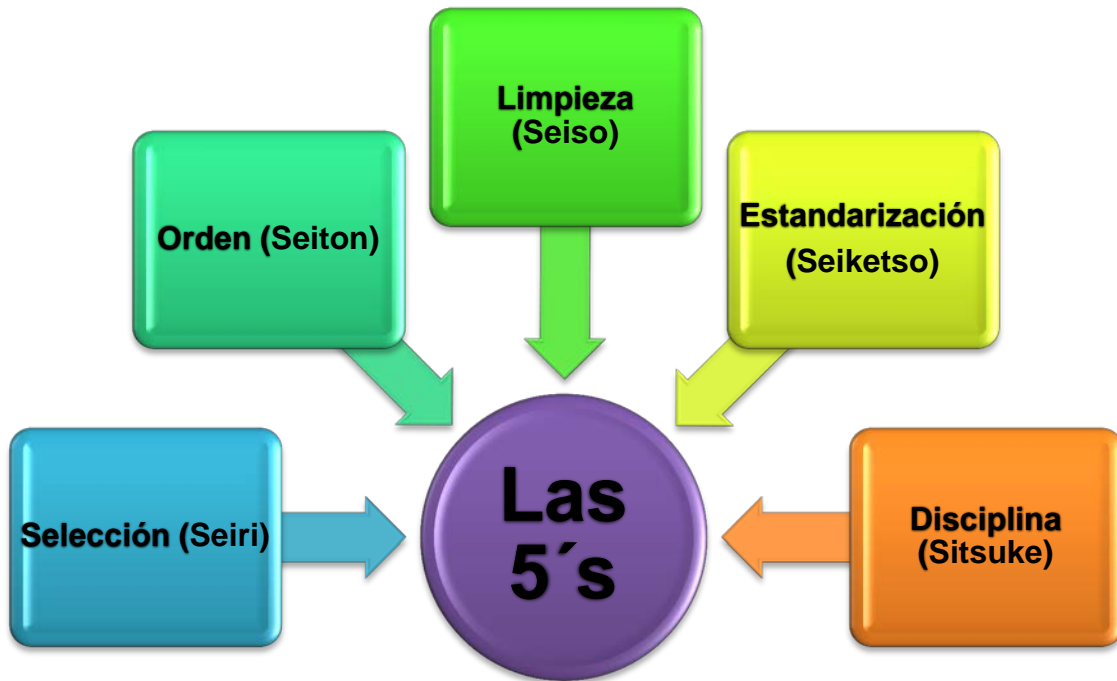 Limpieza
(Seiso)
Orden (Seiton)
Estandarización
(Seiketso)
Selección (Seiri)
Las
5´s
Disciplina
(Sitsuke)